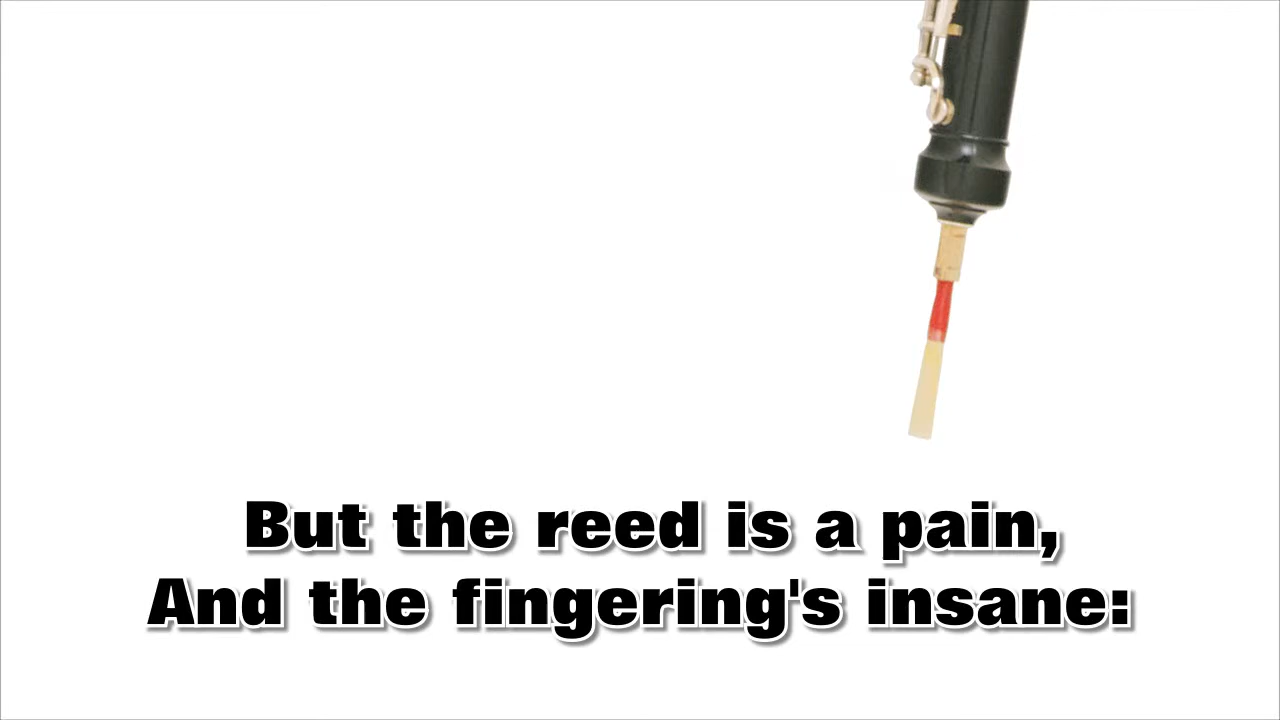 But the reed is a pain,
And the fingering's insane: